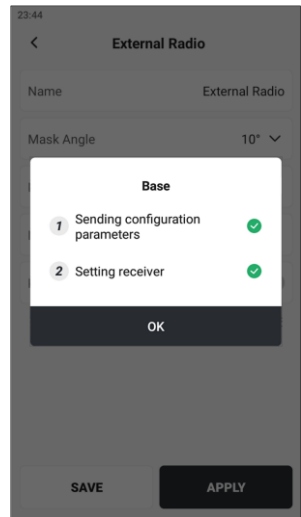 23:44
External Radio
Name External Radio
Mask Angle 10°
Base
1 Sending configuration
parameters
2 Setting receiver
OK
SAVE APPLY